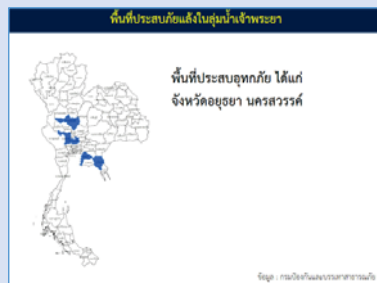 พื้นที่ประสบภัยแล้งในลุ่มน้ำเจ้าพระยา
พื้นที่ประสบอุทกภัย ได้แก่
จังหวัดอยุธยา นครสวรรค์
ข้อมูล : กรมป้องกันและบรรเทาสาธารณภัย